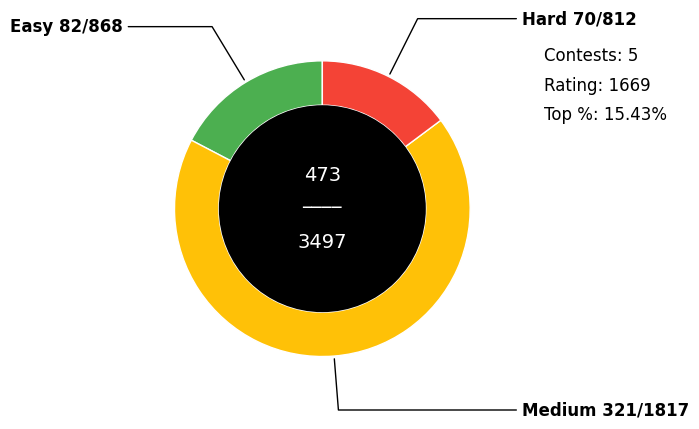 Easy 82/868
Hard 70/812
Contests: 5
Rating: 1669
Top %: 15.43%
473
3497
Medium 321/1817